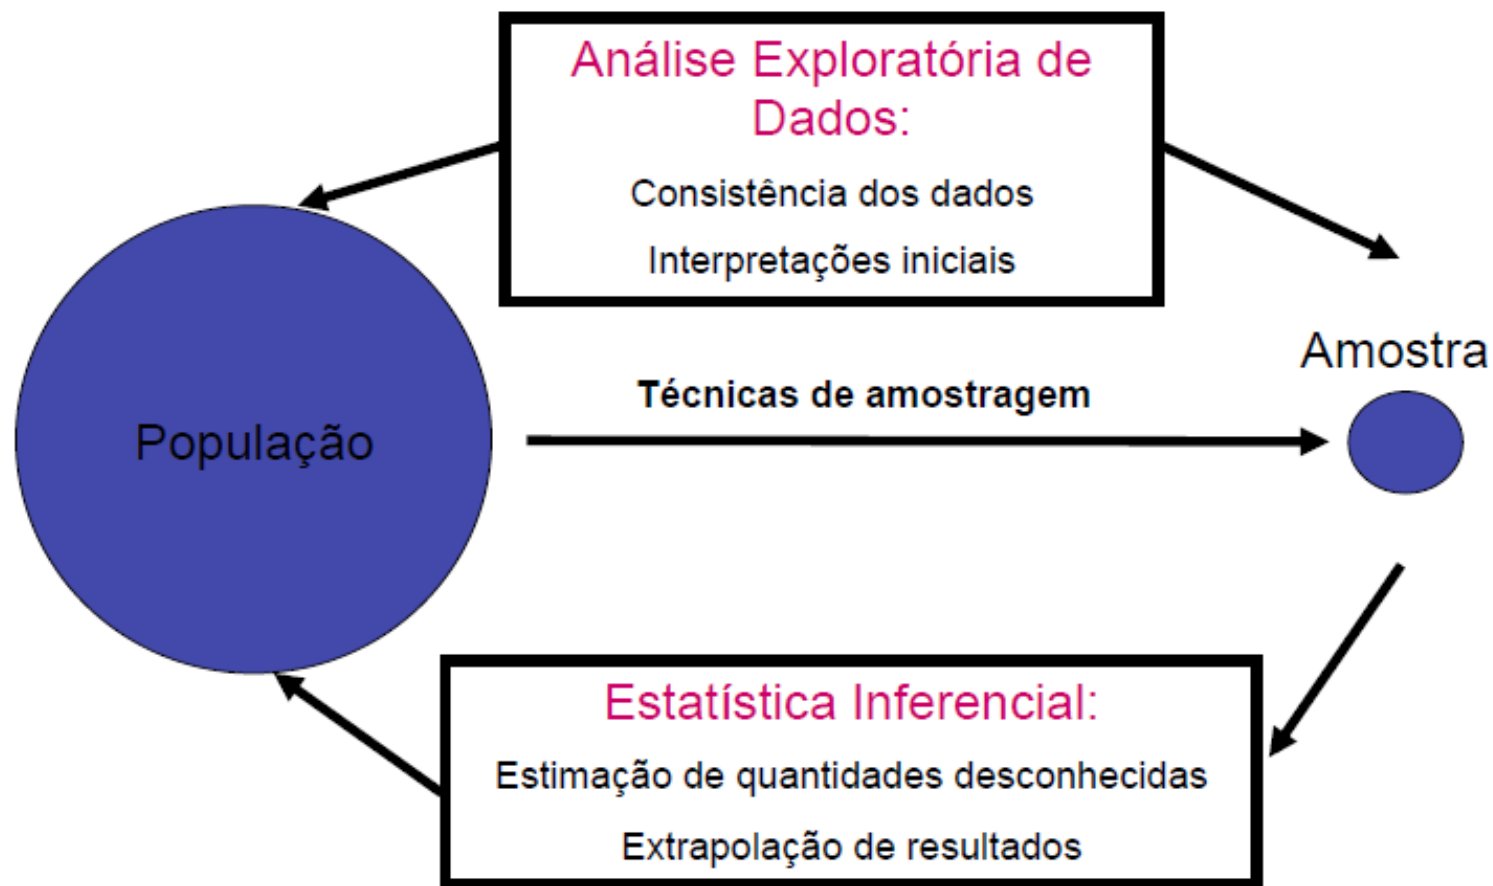 Análise Exploratória de
Dados:
Consistência dos dados
Interpretações iniciais
Amostra
Técnicas de amostragem
População
Estatística Inferencial:
Estimação de quantidades desconhecidas
Extrapolação de resultados